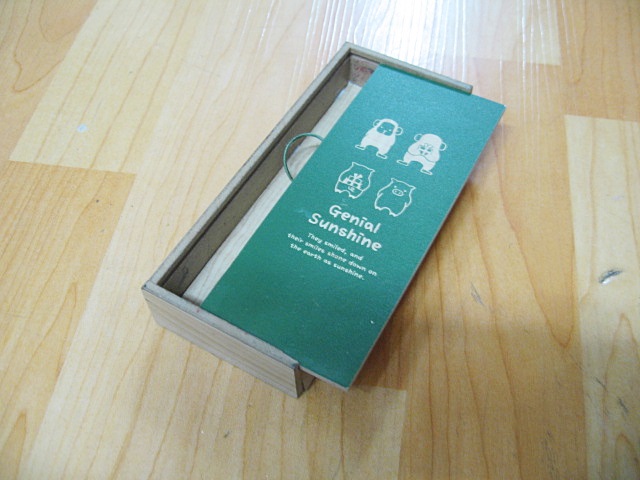 Genial
Sunshine
They smiled, and
their smiles shone down on
the earth as sunshine.